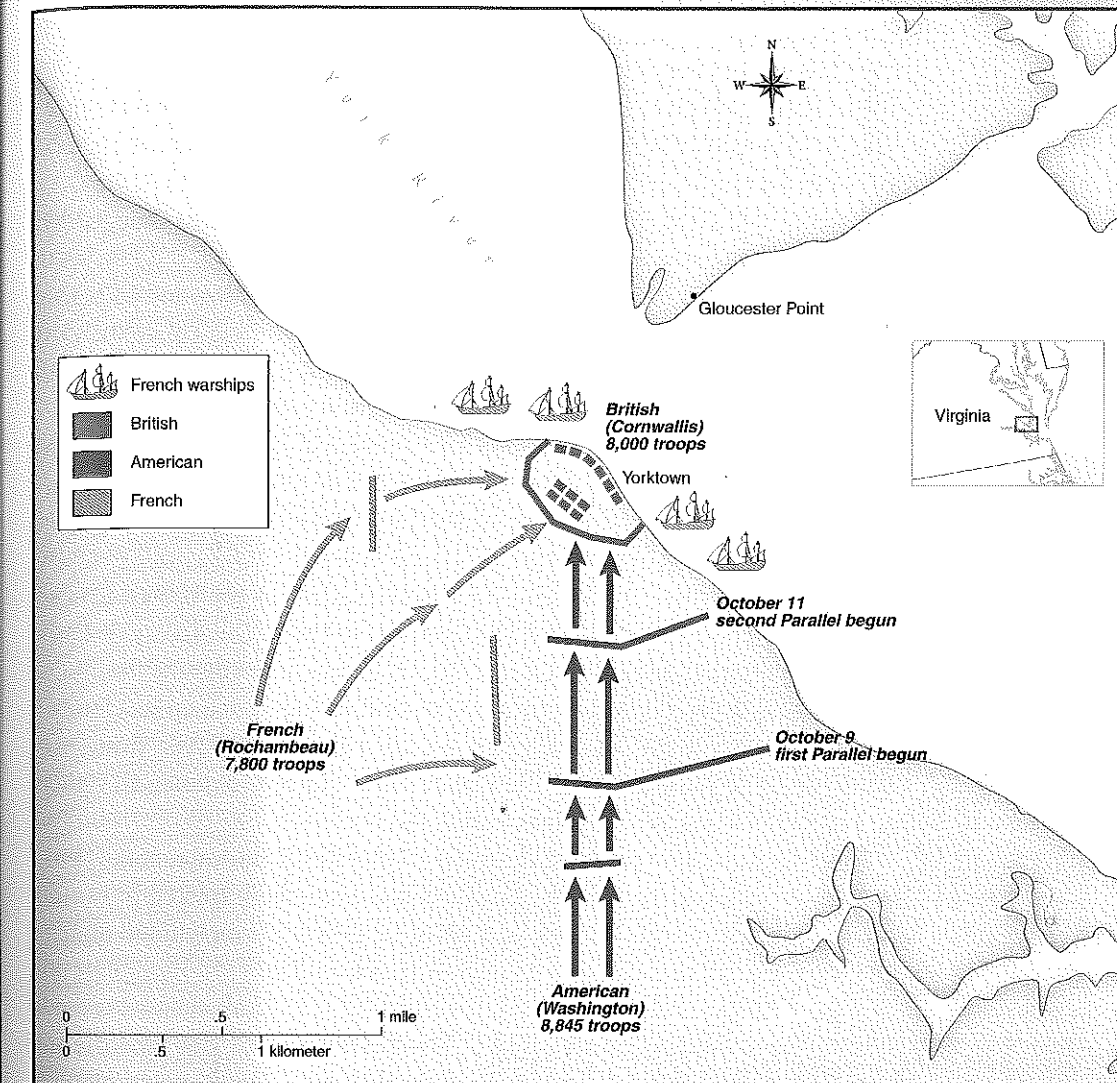 N
W E
S
Gloucester Point
French warships
British
American
French
Virginia
British
(Cornwallis)
8,000 troops
Yorktown
October 11
second Parallel begun
October 9
first Parallel begun
French
(Rochambeau)
7,800 troops
American
(Washington)
8,845 troops
0 .5 1 mile
0 .5 1 kilometer